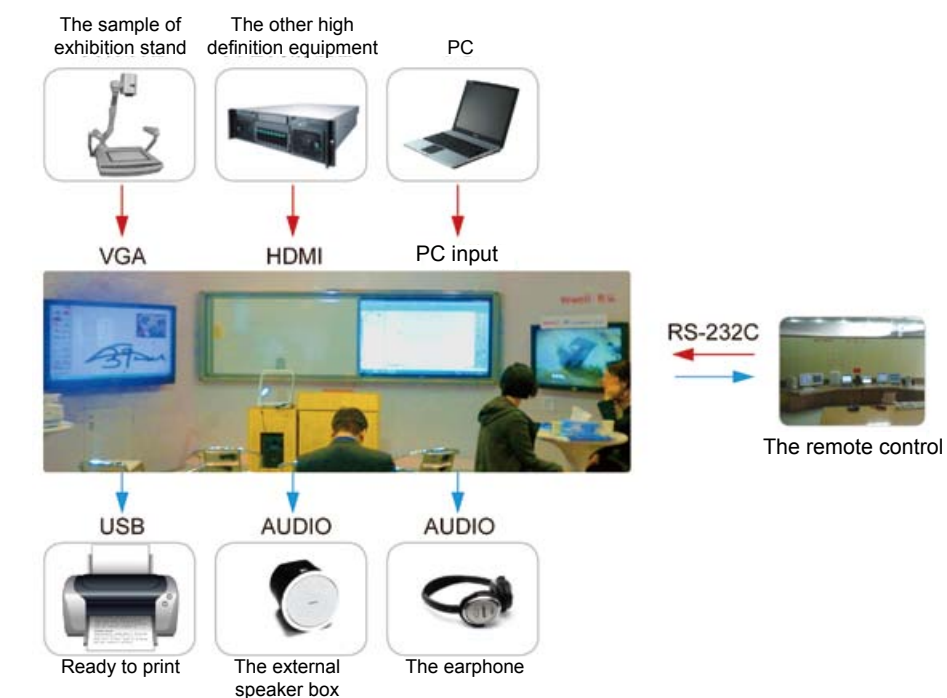 The sample of
exhibition stand
The other high
definition equipment
PC
VGA
HDMI
PC input
RS-232C
The remote control
USB
AUDIO
AUDIO
Ready to print
The external
speaker box
The earphone